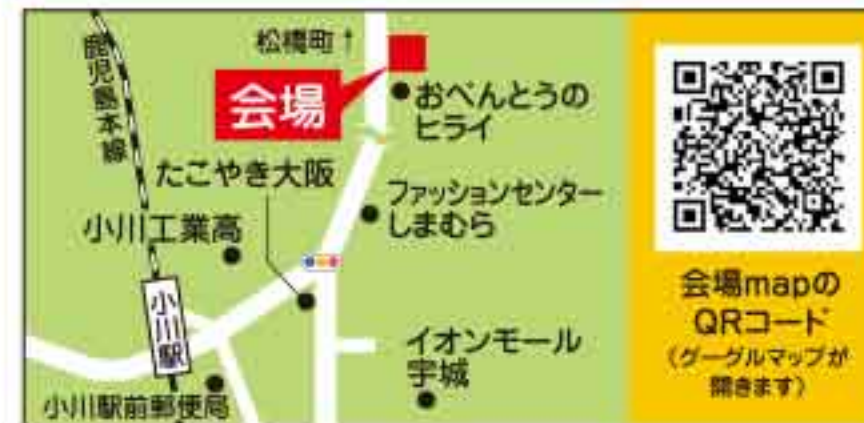 松橋町↑
鹿児島本線
会場
おべんとうの
ヒライ
たこやき大阪
ファッションセンター
しまむら
小川工業高
小川駅
イオンモール
宇城
小川駅前郵便局
会場mapの
QRコード
（グーグルマップが
開きます）